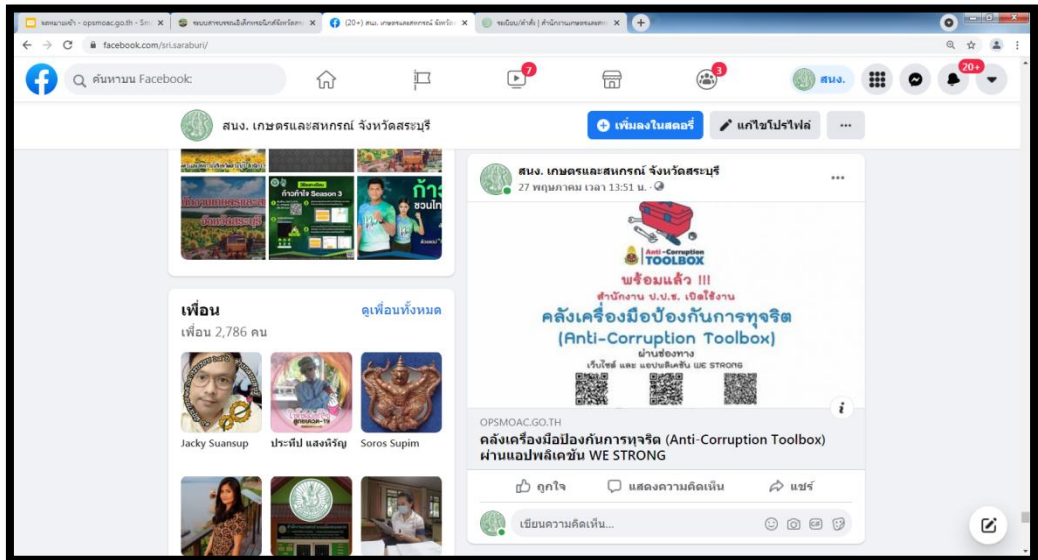 facebook.com/sri.saraburi/
ค้นหาบน Facebook
7
3
สนง.
20+
สนง. เกษตรและสหกรณ์ จังหวัดสระบุรี
เพิ่มลงในสตอรี่
แก้ไขโปรไฟล์
ก้าวท้าใจ Season 3
ก้าว
ชวนไท
เพื่อน
ดูเพื่อนทั้งหมด
เพื่อน 2,786 คน
Jacky Suansup
ประทีป แสงหิรัญ
Soros Supim
สนง. เกษตรและสหกรณ์ จังหวัดสระบุรี
27 พฤษภาคม เวลา 13:51 น.
Anti-Corruption
TOOLBOX
พร้อมแล้ว !!!
สำนักงาน ป.ป.ช. เปิดใช้งาน
คลังเครื่องมือป้องกันการทุจริต
(Anti-Corruption Toolbox)
ผ่านช่องทาง
เว็บไซต์ และ แอปพลิเคชัน WE STRONG
OPSMOAC.GO.TH
คลังเครื่องมือป้องกันการทุจริต (Anti-Corruption Toolbox)
ผ่านแอปพลิเคชัน WE STRONG
ถูกใจ
แสดงความคิดเห็น
แชร์
เขียนความคิดเห็น...